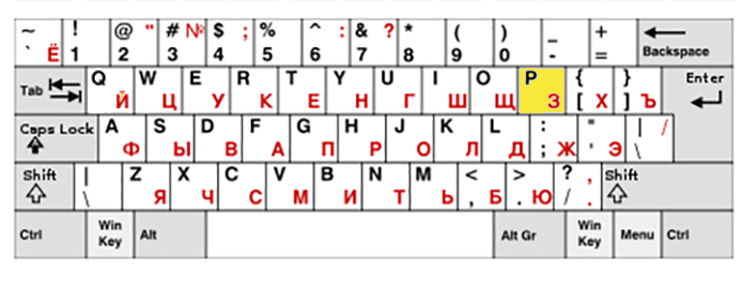 ~ ` Ё ! 1 @ " 2 # № 3 $ ; 4 % 5 ^ : 6 & ? 7 * 8 ( 9 ) 0 _ - + = Backspace
Tab Q Й W Ц E У R К T Е Y Н U Г I Ш O Щ P З { [ Х } ] Ъ Enter
Caps Lock A Ф S Ы D В F А G П H Р J О K Л L Д : ; Ж " ' Э | \ /
Shift | \ Z Я X Ч C С V М B И N Т M Ь < , Б > . Ю ? / , . Shift
Ctrl Win Key Alt Alt Gr Win Key Menu Ctrl